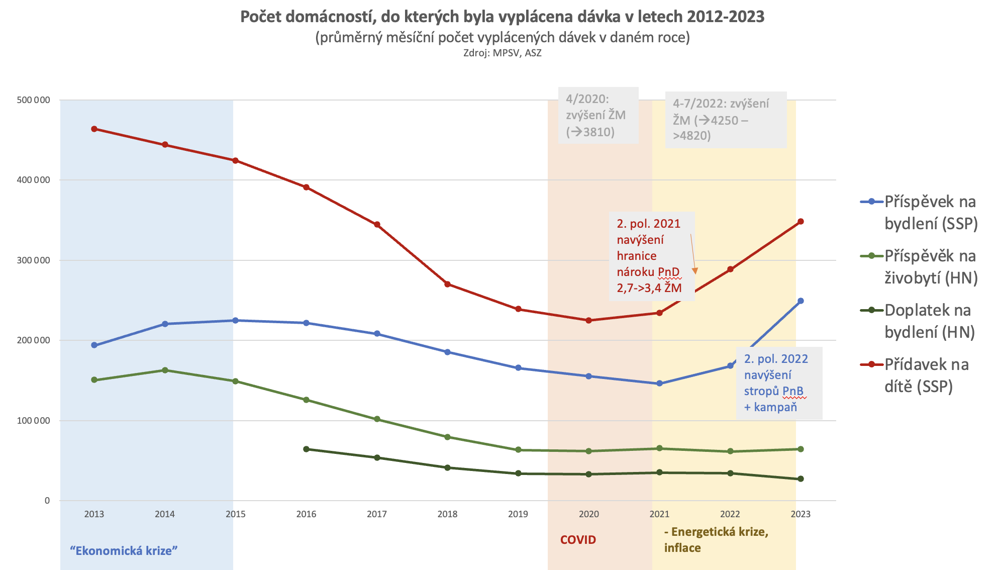 Počet domácností, do kterých byla vyplácena dávka v letech 2012-2023
(průměrný měsíční počet vyplácených dávek v daném roce)
Zdroj: MPSV, ASZ
4/2020:
zvýšení ŽM
(→3810)
4-7/2022: zvýšení
ŽM (→4250 –
>4820)
500 000
400 000
300 000
200 000
100 000
0
2. pol. 2021
navýšení
hranice
nároku PnD
2,7->3,4 ŽM
2. pol. 2022
navýšení
stropů PnB
+ kampaň
Příspěvek na
bydlení (SSP)
Příspěvěk na
živobytí (HN)
Doplatek na
bydlení (HN)
Přídavek na
dítě (SSP)
2013
2014
2015
2016
2017
2018
2019
2020
2021
2022
2023
“Ekonomická krize”
COVID
- Energetická krize,
inflace